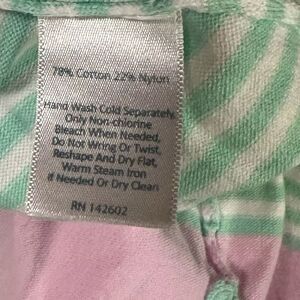 78% Cotton 22% Nylon
Hand Wash Cold Separately,
Only Non-chlorine
Bleach When Needed,
Do Not Wring Or Twist,
Reshape And Dry Flat,
Warm Steam Iron
If Needed Or Dry Clean
RN 142602